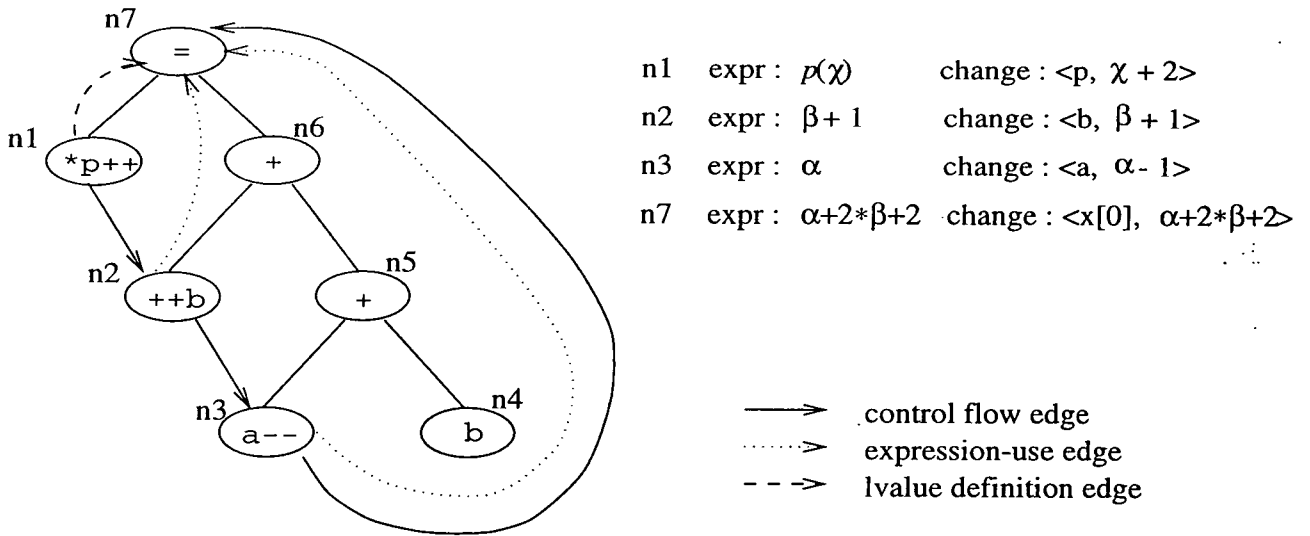 n7
=
n1
*p++
n6
+
n2
++b
n5
+
n3
a--
n4
b
n1 expr : p(χ) change : <p, χ + 2>
n2 expr : β + 1 change : <b, β + 1>
n3 expr : α change : <a, α - 1>
n7 expr : α+2*β+2 change : <x[0], α+2*β+2>
control flow edge
expression-use edge
lvalue definition edge